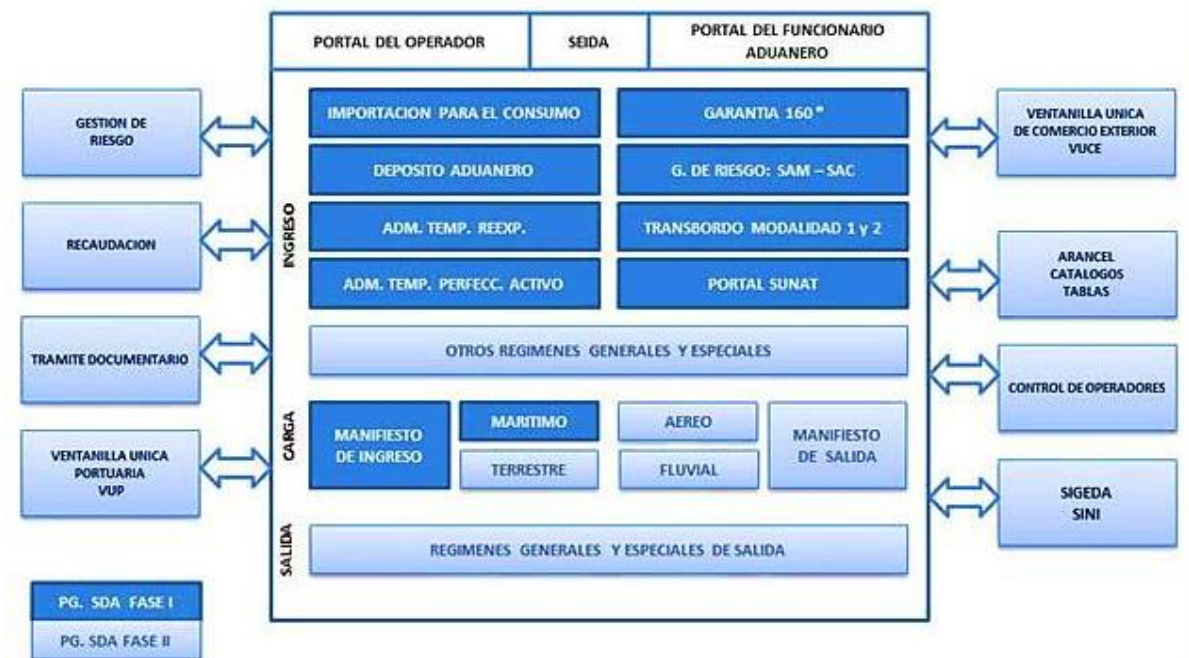 PORTAL DEL OPERADOR
SEIDA
PORTAL DEL FUNCIONARIO
ADUANERO
GESTION DE
RIESGO
RECAUDACION
TRAMITE DOCUMENTARIO
VENTANILLA UNICA
PORTUARIA
VUP
INGRESO
IMPORTACION PARA EL CONSUMO
GARANTIA 160°
DEPOSITO ADUANERO
G. DE RIESGO: SAM – SAC
ADM. TEMP. REEXP.
TRANSBORDO MODALIDAD 1 y 2
ADM. TEMP. PERFECC. ACTIVO
PORTAL SUNAT
OTROS REGIMENES GENERALES Y ESPECIALES
CARGA
MANIFIESTO
DE INGRESO
MARITIMO
TERRESTRE
AEREO
FLUVIAL
MANIFIESTO
DE SALIDA
SALIDA
REGIMENES GENERALES Y ESPECIALES DE SALIDA
VENTANILLA UNICA
DE COMERCIO EXTERIOR
VUCE
ARANCEL
CATALOGOS
TABLAS
CONTROL DE OPERADORES
SIGEDA
SINI
PG. SDA FASE I
PG. SDA FASE II